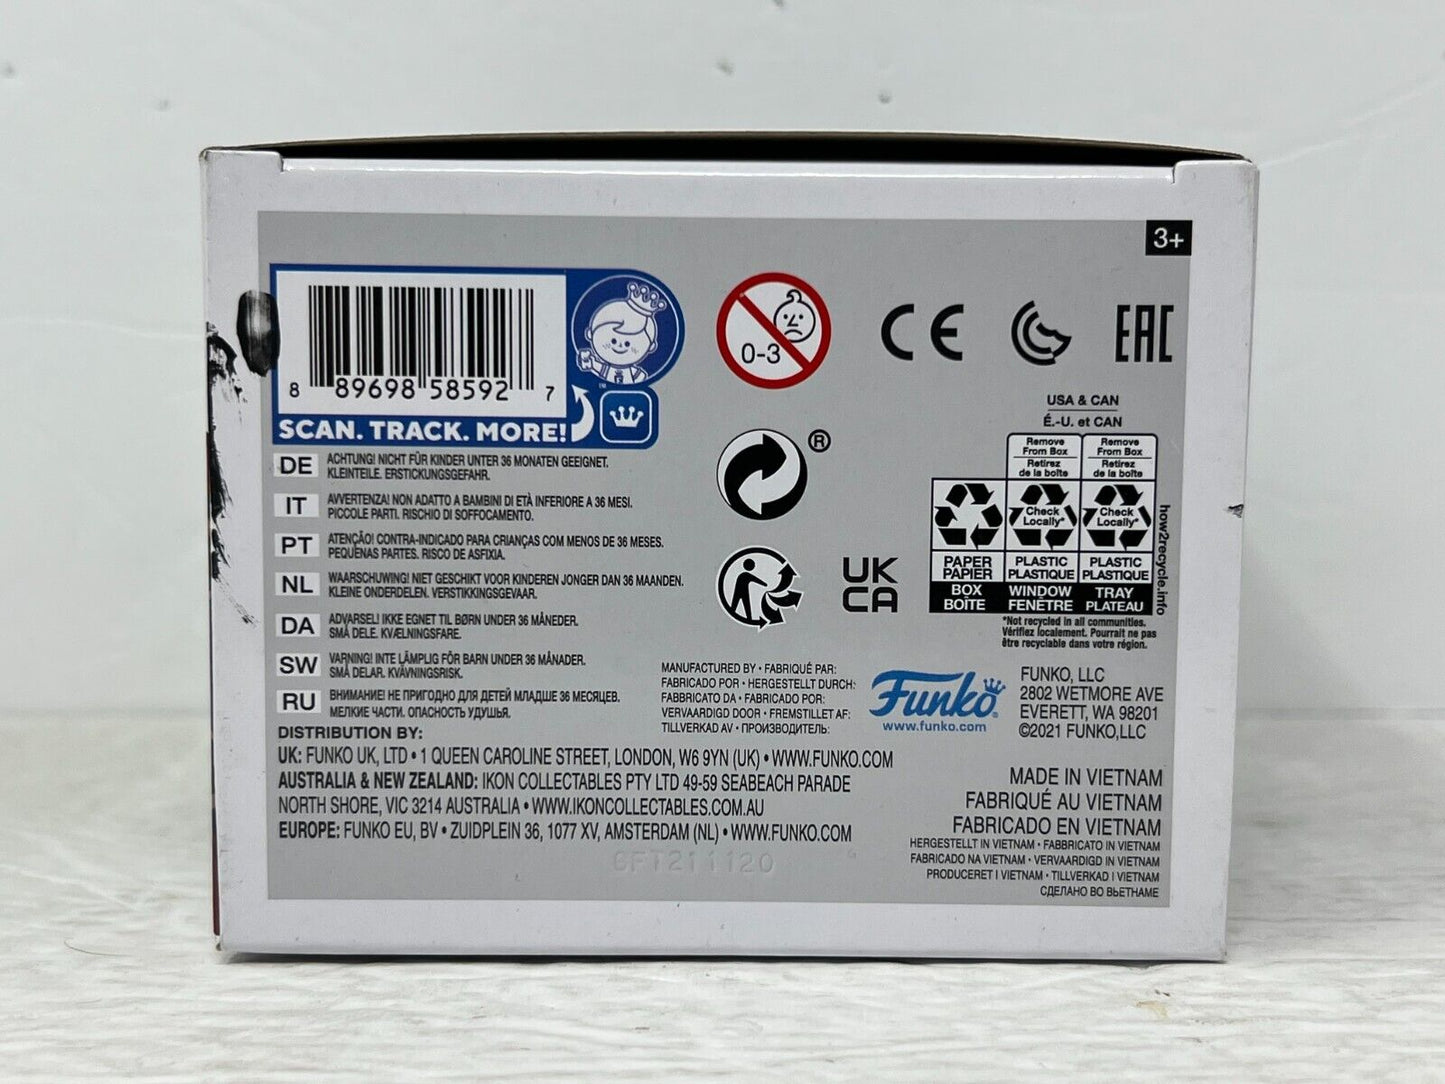 3+
8 89698 58592 7
SCAN. TRACK. MORE!
™
0-3
CE
EAC
®
USA & CAN
É.-U. et CAN
Remove From Box
Retirez de la boîte
Remove From Box
Retirez de la boîte
Check Locally*
Check Locally*
PAPER PAPIER
PLASTIC PLASTIQUE
PLASTIC PLASTIQUE
BOX BOÎTE
WINDOW FENÊTRE
TRAY PLATEAU
how2recycle.info
*Not recycled in all communities.
Vérifiez localement. Pourrait ne pas
être recyclable dans votre région.
UK
CA
DE ACHTUNG! NICHT FÜR KINDER UNTER 36 MONATEN GEEIGNET.
KLEINTEILE. ERSTICKUNGSGEFAHR.
IT AVVERTENZA! NON ADATTO A BAMBINI DI ETÀ INFERIORE A 36 MESI.
PICCOLE PARTI. RISCHIO DI SOFFOCAMENTO.
PT ATENÇÃO! CONTRA-INDICADO PARA CRIANÇAS COM MENOS DE 36 MESES.
PEQUENAS PARTES. RISCO DE ASFIXIA.
NL WAARSCHUWING! NIET GESCHIKT VOOR KINDEREN JONGER DAN 36 MAANDEN.
KLEINE ONDERDELEN. VERSTIKKINGSGEVAAR.
DA ADVARSEL! IKKE EGNET TIL BØRN UNDER 36 MÅNEDER.
SMÅ DELE. KVÆLNINGSFARE.
SW VARNING! INTE LÄMPLIG FÖR BARN UNDER 36 MÅNADER.
SMÅ DELAR. KVÄVNINGSRISK.
RU ВНИМАНИЕ! НЕ ПРИГОДНО ДЛЯ ДЕТЕЙ МЛАДШЕ 36 МЕСЯЦЕВ.
МЕЛКИЕ ЧАСТИ. ОПАСНОСТЬ УДУШЬЯ.
MANUFACTURED BY • FABRIQUÉ PAR:
FABRICADO POR • HERGESTELLT DURCH:
FABBRICATO DA • FABRICADO POR:
VERVAARDIGD DOOR • FREMSTILLET AF:
TILLVERKAD AV • ПРОИЗВОДИТЕЛЬ:
Funko®
www.funko.com
FUNKO, LLC
2802 WETMORE AVE
EVERETT, WA 98201
©2021 FUNKO,LLC
DISTRIBUTION BY:
UK: FUNKO UK, LTD • 1 QUEEN CAROLINE STREET, LONDON, W6 9YN (UK) • WWW.FUNKO.COM
AUSTRALIA & NEW ZEALAND: IKON COLLECTABLES PTY LTD 49-59 SEABEACH PARADE
NORTH SHORE, VIC 3214 AUSTRALIA • WWW.IKONCOLLECTABLES.COM.AU
EUROPE: FUNKO EU, BV • ZUIDPLEIN 36, 1077 XV, AMSTERDAM (NL) • WWW.FUNKO.COM
MADE IN VIETNAM
FABRIQUÉ AU VIETNAM
FABRICADO EN VIETNAM
HERGESTELLT IN VIETNAM • FABBRICATO IN VIETNAM
FABRICADO NA VIETNAM • VERVAARDIGD IN VIETNAM
PRODUCERET I VIETNAM • TILLVERKAD I VIETNAM
СДЕЛАНО ВО ВЬЕТНАМЕ